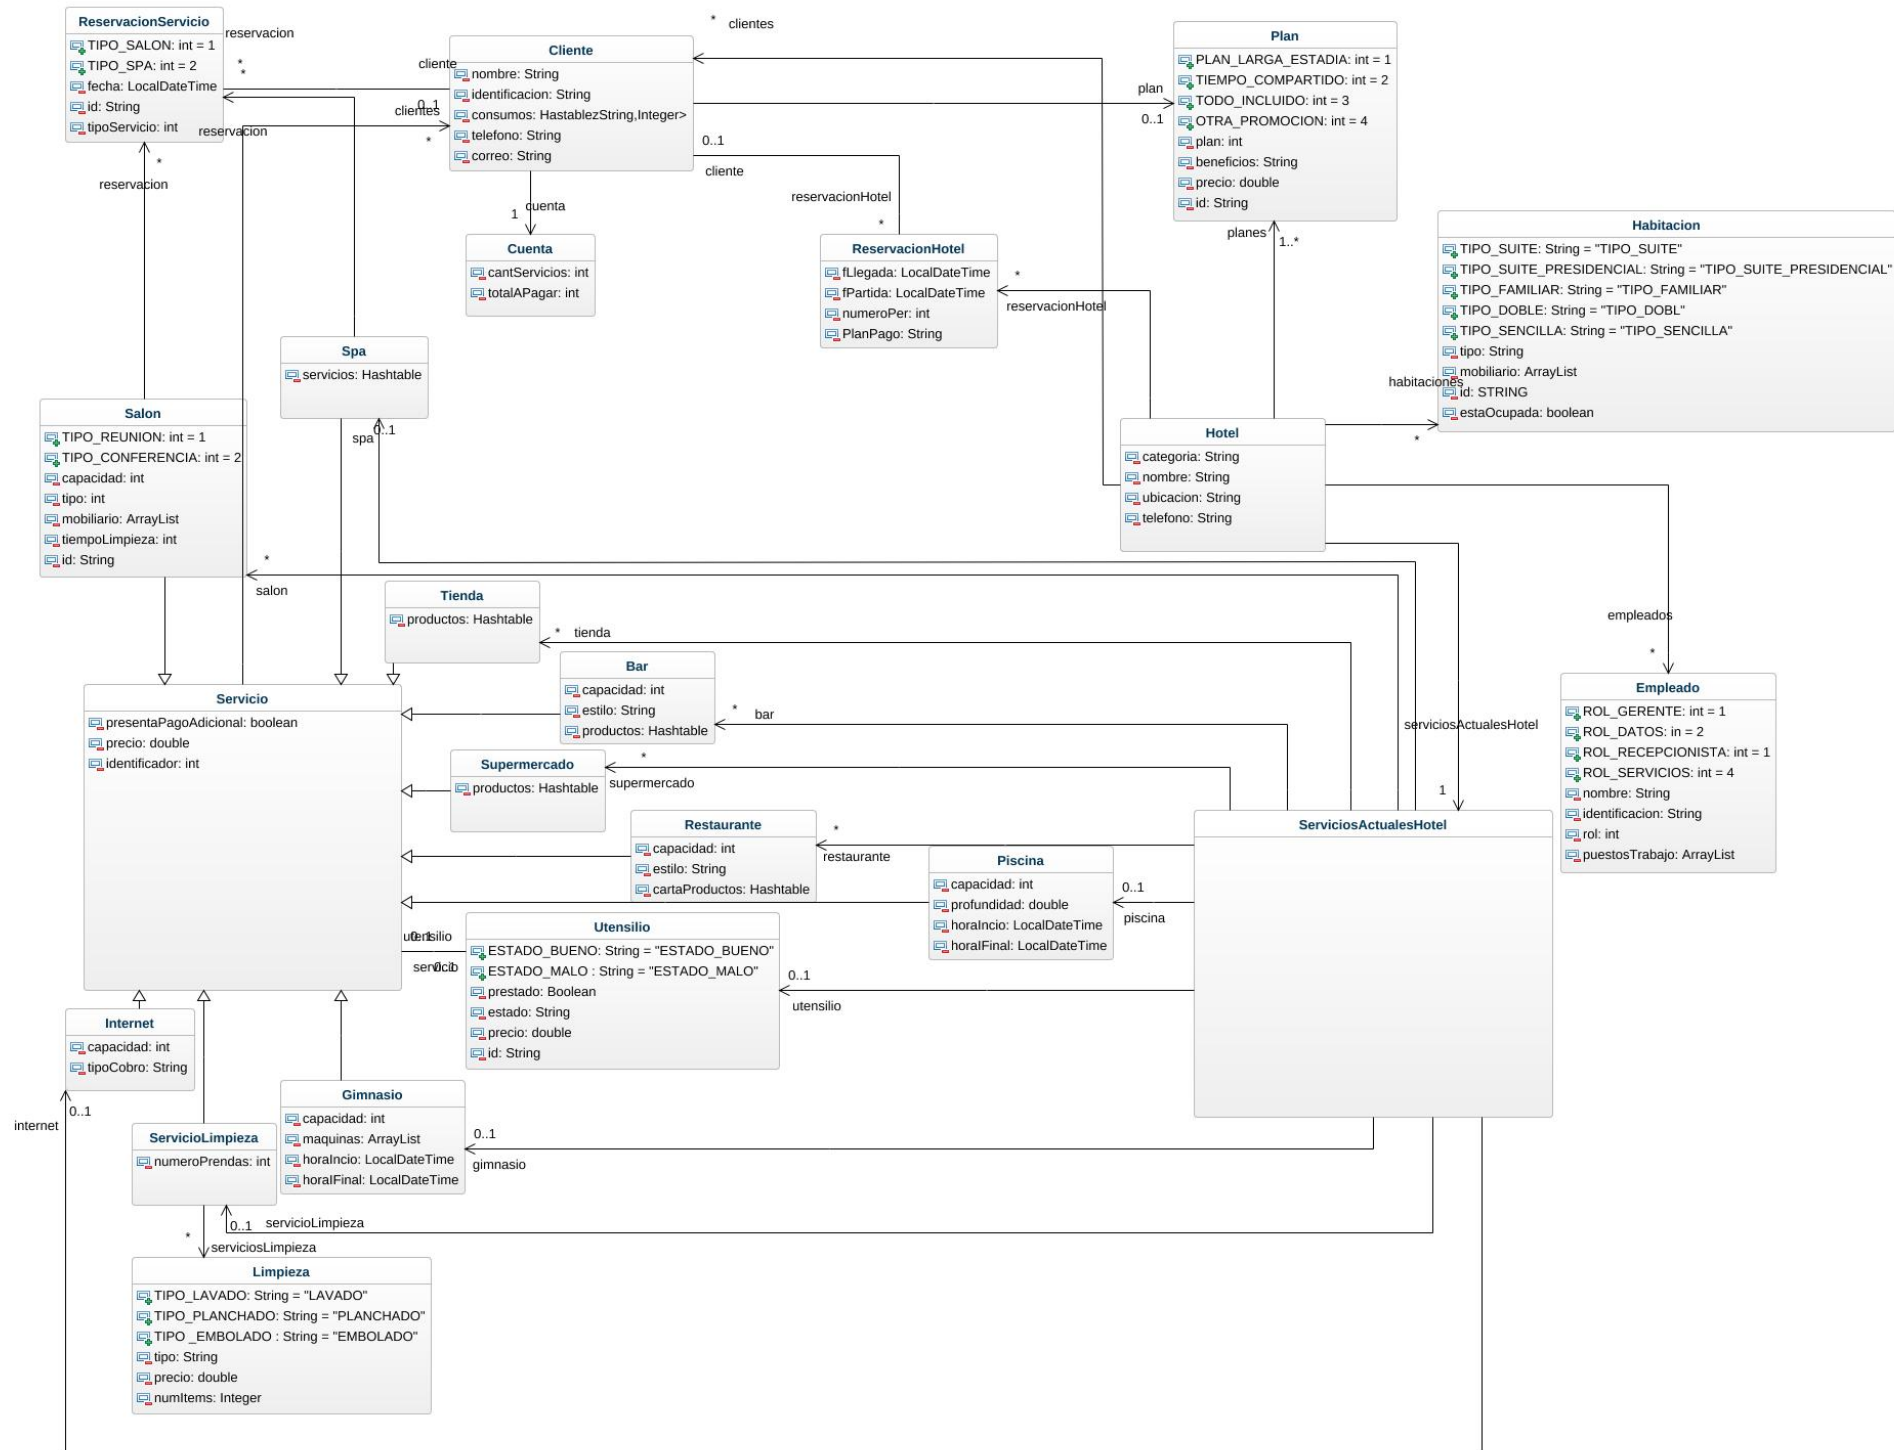 ReservacionServicio
TIPO_SALON: int = 1
TIPO_SPA: int = 2
fecha: LocalDateTime
id: String
tipoServicio: int
reservacion
*
*
cliente
0..1
clientes
*
reservacion
*
reservacion
Cliente
nombre: String
identificacion: String
consumos: HastablezString,Integer>
telefono: String
correo: String
* clientes
plan
0..1
0..1
cliente
reservacionHotel
*
1 cuenta
Cuenta
cantServicios: int
totalAPagar: int
ReservacionHotel
fLlegada: LocalDateTime
fPartida: LocalDateTime
numeroPer: int
PlanPago: String
*
reservacionHotel
Plan
PLAN_LARGA_ESTADIA: int = 1
TIEMPO_COMPARTIDO: int = 2
TODO_INCLUIDO: int = 3
OTRA_PROMOCION: int = 4
plan: int
beneficios: String
precio: double
id: String
planes
1..*
Habitacion
TIPO_SUITE: String = "TIPO_SUITE"
TIPO_SUITE_PRESIDENCIAL: String = "TIPO_SUITE_PRESIDENCIAL"
TIPO_FAMILIAR: String = "TIPO_FAMILIAR"
TIPO_DOBLE: String = "TIPO_DOBL"
TIPO_SENCILLA: String = "TIPO_SENCILLA"
tipo: String
mobiliario: ArrayList
id: STRING
estaOcupada: boolean
habitaciones
*
Spa
servicios: Hashtable
spa
0..1
Salon
TIPO_REUNION: int = 1
TIPO_CONFERENCIA: int = 2
capacidad: int
tipo: int
mobiliario: ArrayList
tiempoLimpieza: int
id: String
*
salon
Hotel
categoria: String
nombre: String
ubicacion: String
telefono: String
empleados
*
serviciosActualesHotel
1
Tienda
productos: Hashtable
* tienda
Bar
capacidad: int
estilo: String
productos: Hashtable
* bar
Servicio
presentaPagoAdicional: boolean
precio: double
identificador: int
Supermercado
productos: Hashtable
*
supermercado
Empleado
ROL_GERENTE: int = 1
ROL_DATOS: in = 2
ROL_RECEPCIONISTA: int = 1
ROL_SERVICIOS: int = 4
nombre: String
identificacion: String
rol: int
puestosTrabajo: ArrayList
Restaurante
capacidad: int
estilo: String
cartaProductos: Hashtable
*
restaurante
ServiciosActualesHotel
Piscina
capacidad: int
profundidad: double
horaIncio: LocalDateTime
horaIFinal: LocalDateTime
0..1
piscina
utensilio
0..1
servicio
0..1
Utensilio
ESTADO_BUENO: String = "ESTADO_BUENO"
ESTADO_MALO : String = "ESTADO_MALO"
prestado: Boolean
estado: String
precio: double
id: String
0..1
utensilio
Internet
capacidad: int
tipoCobro: String
0..1
internet
Gimnasio
capacidad: int
maquinas: ArrayList
horaIncio: LocalDateTime
horaIFinal: LocalDateTime
0..1
gimnasio
ServicioLimpieza
numeroPrendas: int
0..1 servicioLimpieza
*
serviciosLimpieza
Limpieza
TIPO_LAVADO: String = "LAVADO"
TIPO_PLANCHADO: String = "PLANCHADO"
TIPO _EMBOLADO : String = "EMBOLADO"
tipo: String
precio: double
numItems: Integer